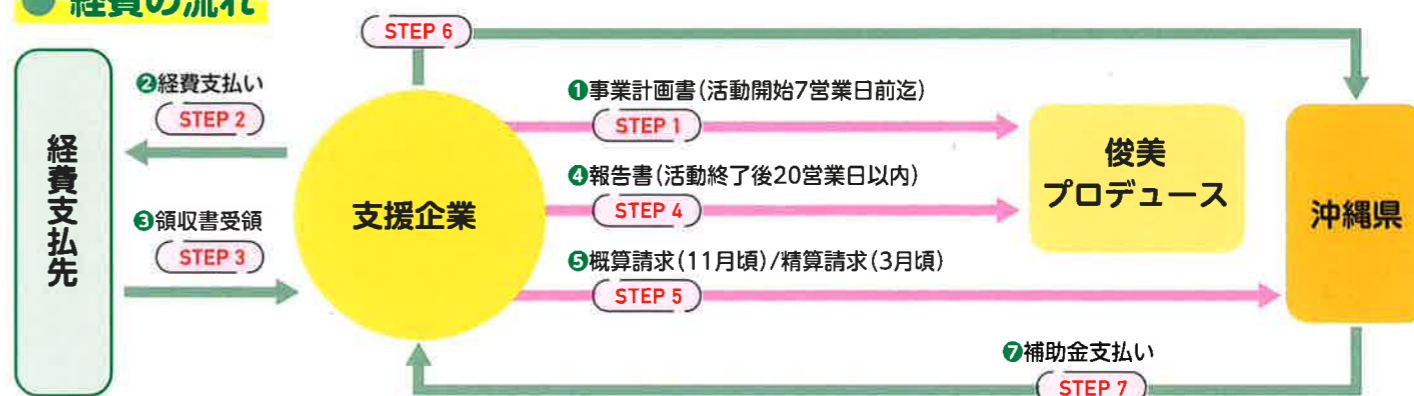 ● 経費の流れ
STEP 6
❷経費支払い
STEP 2
❶事業計画書(活動開始7営業日前迄)
STEP 1
経費支払先
❹報告書(活動終了後20営業日以内)
STEP 4
俊美
プロデュース
支援企業
沖縄県
❸領収書受領
STEP 3
❺概算請求(11月頃)/精算請求(3月頃)
STEP 5
❼補助金支払い
STEP 7